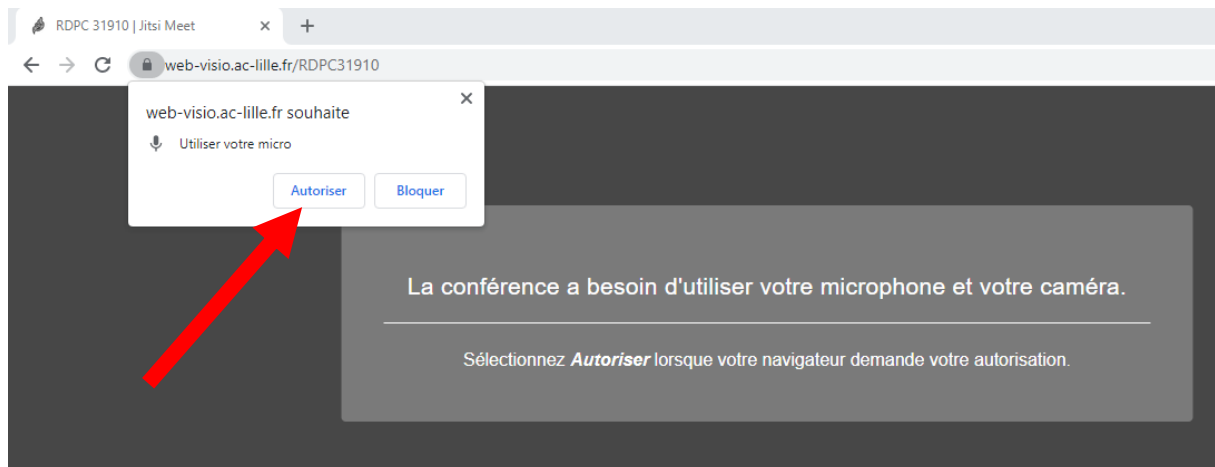 RDPC 31910 | Jitsi Meet
web-visio.ac-lille.fr/RDPC31910
web-visio.ac-lille.fr souhaite
Utiliser votre micro
Autoriser Bloquer
La conférence a besoin d'utiliser votre microphone et votre caméra.
Sélectionnez Autoriser lorsque votre navigateur demande votre autorisation.